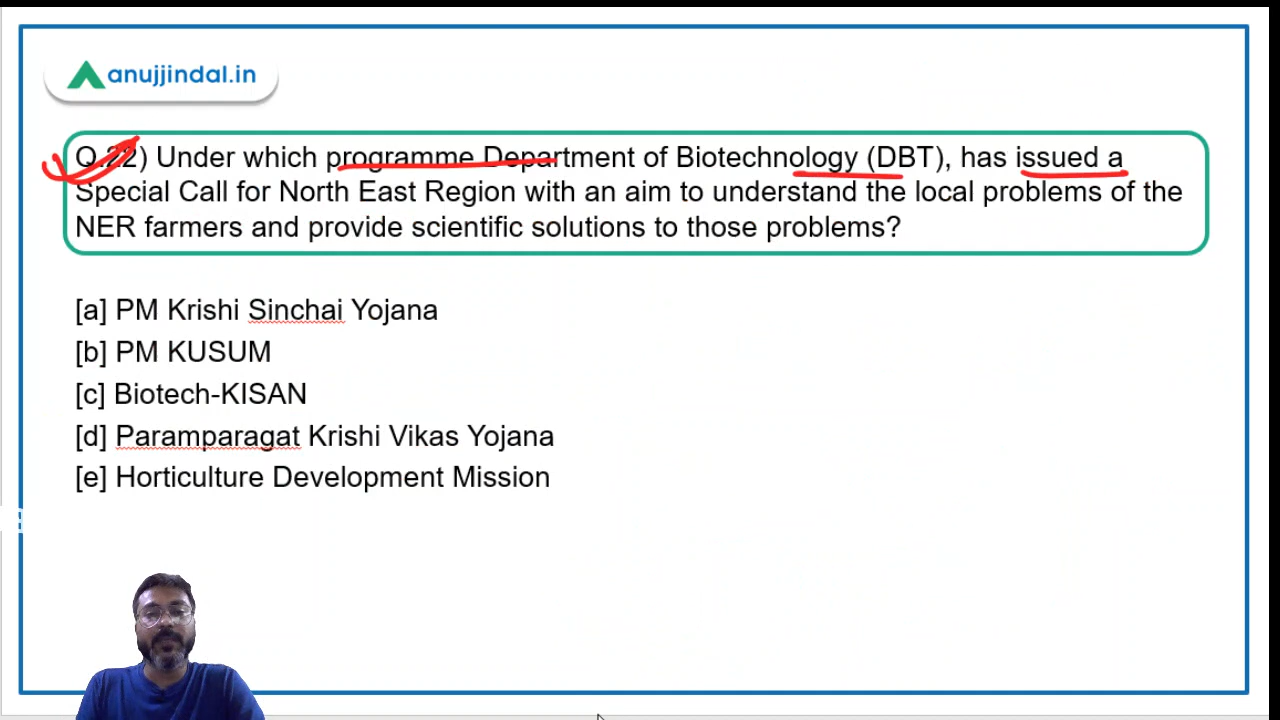 anujjindal.in
Q.22) Under which programme Department of Biotechnology (DBT), has issued a
Special Call for North East Region with an aim to understand the local problems of the
NER farmers and provide scientific solutions to those problems?
[a] PM Krishi Sinchai Yojana
[b] PM KUSUM
[c] Biotech-KISAN
[d] Paramparagat Krishi Vikas Yojana
[e] Horticulture Development Mission